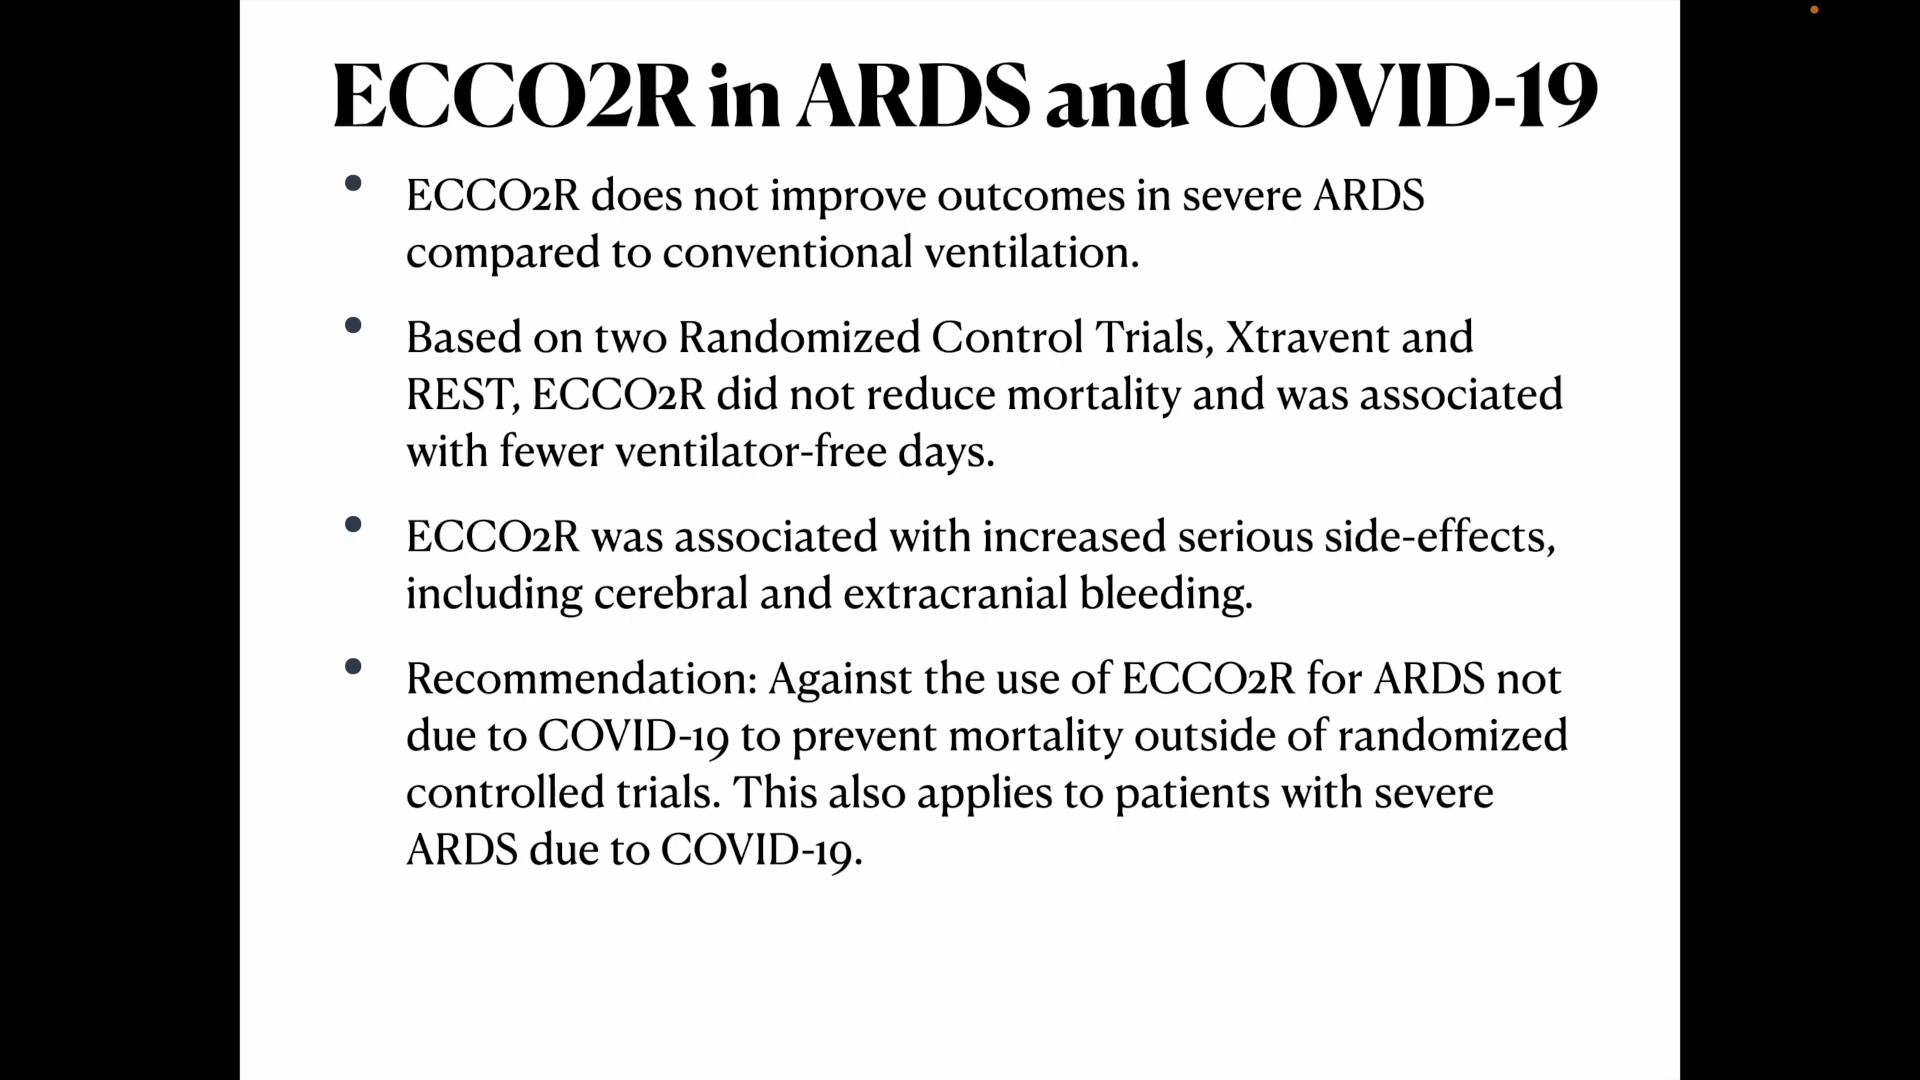 ECCO2R in ARDS and COVID-19
• ECCO2R does not improve outcomes in severe ARDS
compared to conventional ventilation.
• Based on two Randomized Control Trials, Xtravent and
REST, ECCO2R did not reduce mortality and was associated
with fewer ventilator-free days.
• ECCO2R was associated with increased serious side-effects,
including cerebral and extracranial bleeding.
• Recommendation: Against the use of ECCO2R for ARDS not
due to COVID-19 to prevent mortality outside of randomized
controlled trials. This also applies to patients with severe
ARDS due to COVID-19.